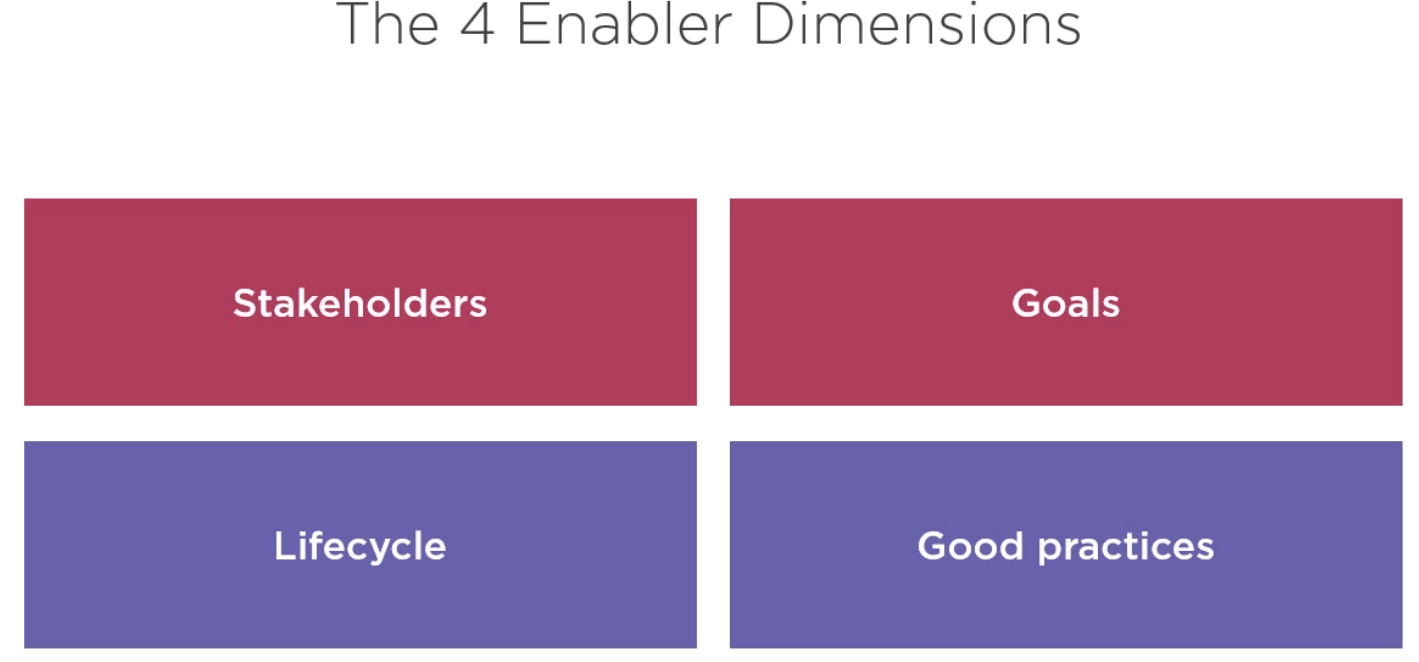 The 4 Enabler Dimensions
Stakeholders
Goals
Lifecycle
Good practices